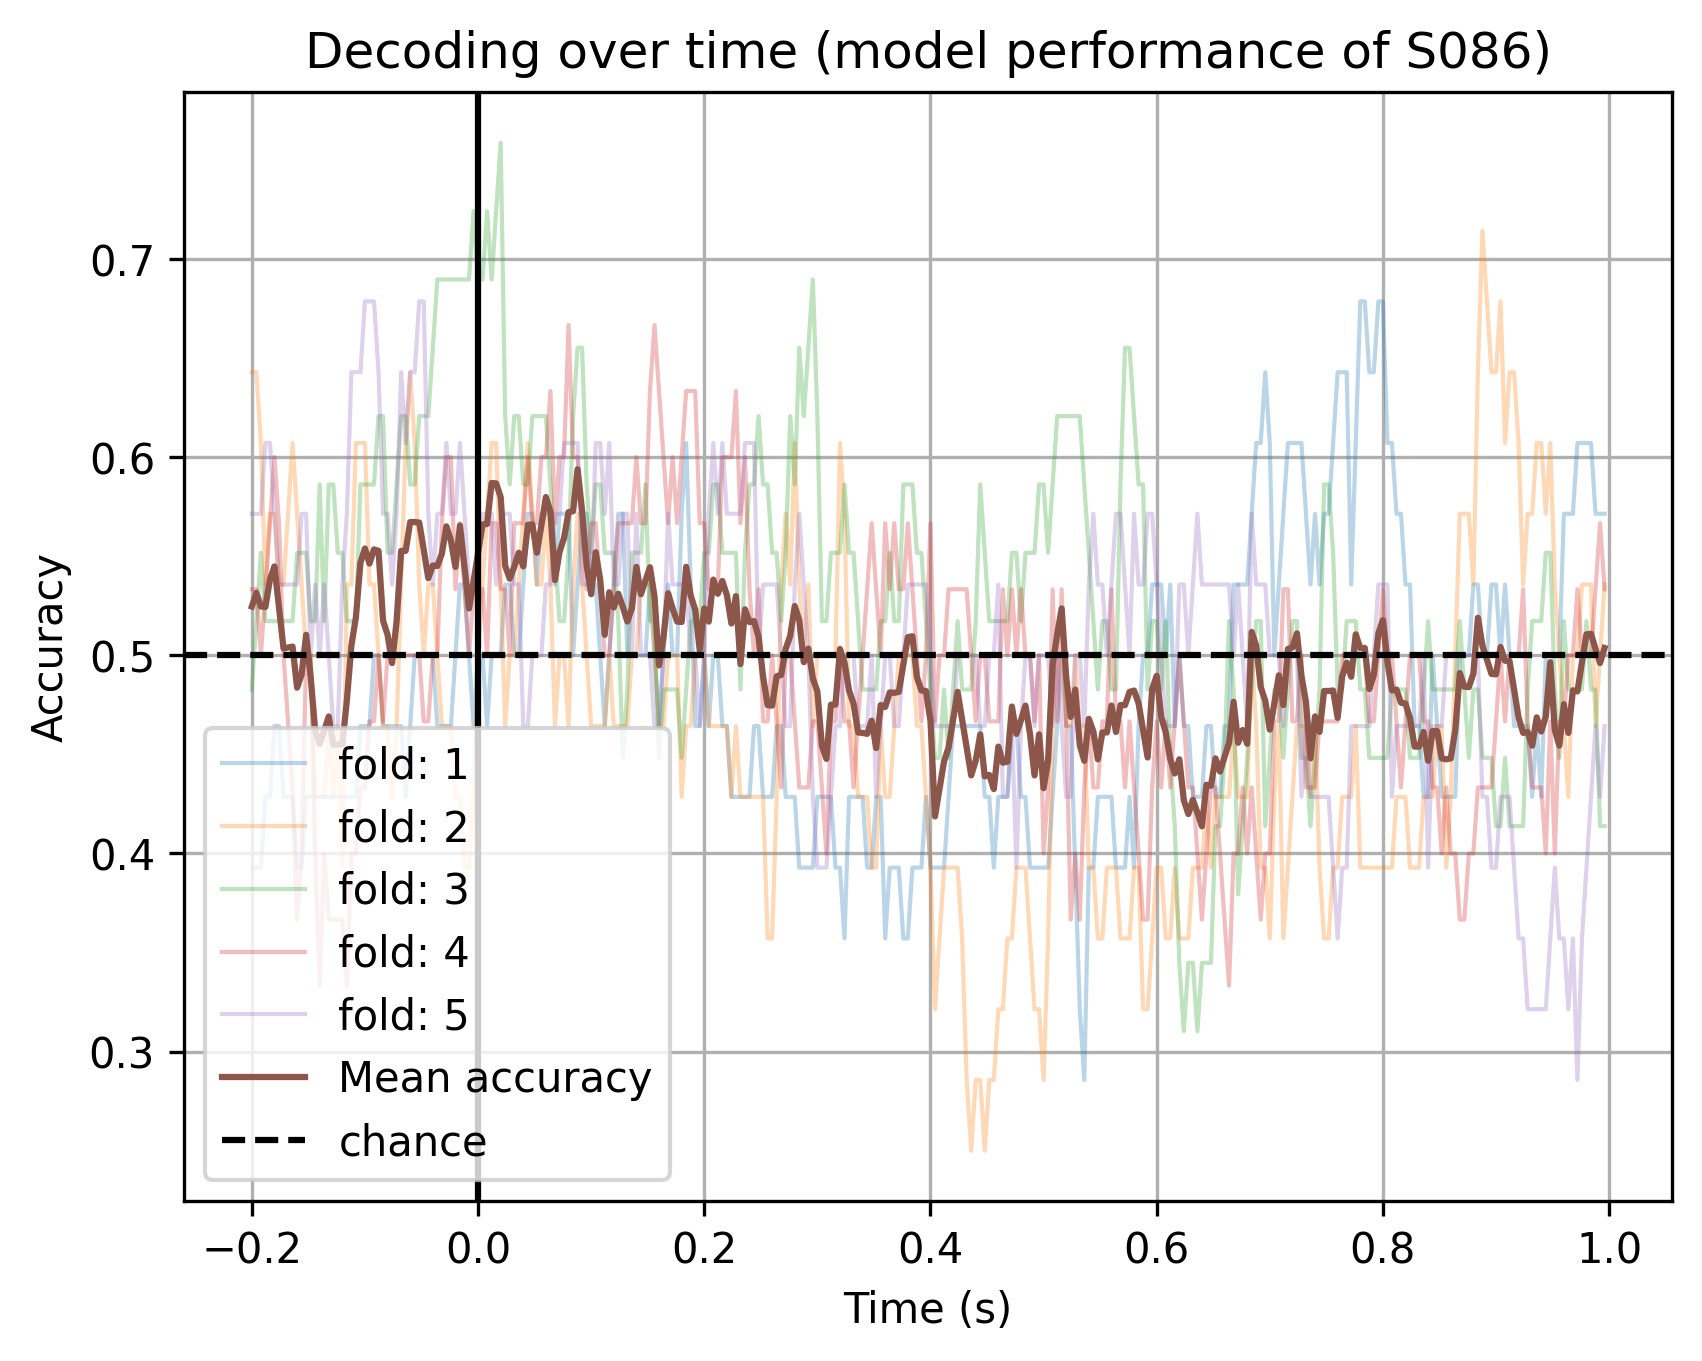 Decoding over time (model performance of S086)
Accuracy
0.7
0.6
0.5
0.4
0.3
fold: 1
fold: 2
fold: 3
fold: 4
fold: 5
Mean accuracy
chance
−0.2 0.0 0.2 0.4 0.6 0.8 1.0
Time (s)